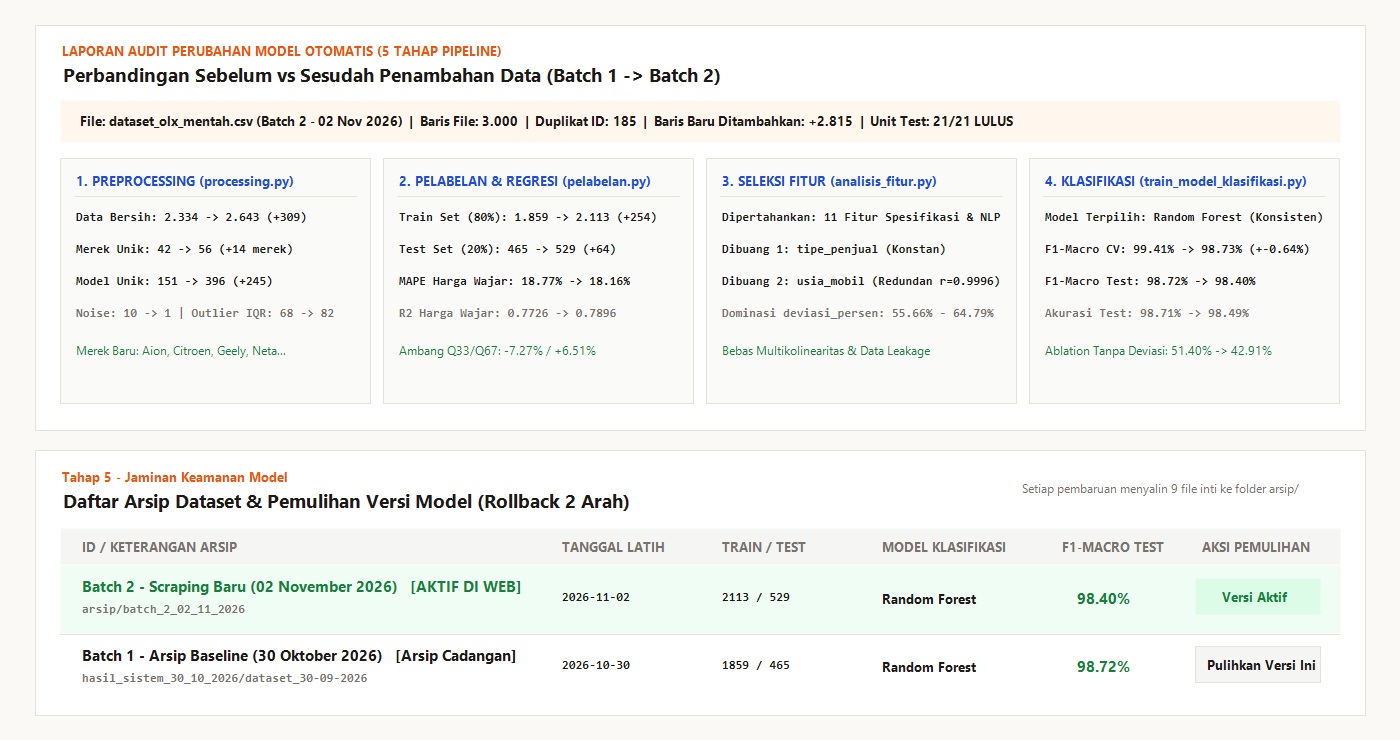 LAPORAN AUDIT PERUBAHAN MODEL OTOMATIS (5 TAHAP PIPELINE)
Perbandingan Sebelum vs Sesudah Penambahan Data (Batch 1 -> Batch 2)
File: dataset_olx_mentah.csv (Batch 2 - 02 Nov 2026) | Baris File: 3.000 | Duplikat ID: 185 | Baris Baru Ditambahkan: +2.815 | Unit Test: 21/21 LULUS
1. PREPROCESSING (processing.py)
Data Bersih: 2.334 -> 2.643 (+309)
Merek Unik: 42 -> 56 (+14 merek)
Model Unik: 151 -> 396 (+245)
Noise: 10 -> 1 | Outlier IQR: 68 -> 82
Merek Baru: Aion, Citroen, Geely, Neta...
2. PELABELAN & REGRESI (pelabelan.py)
Train Set (80%): 1.859 -> 2.113 (+254)
Test Set (20%): 465 -> 529 (+64)
MAPE Harga Wajar: 18.77% -> 18.16%
R2 Harga Wajar: 0.7726 -> 0.7896
Ambang Q33/Q67: -7.27% / +6.51%
3. SELEKSI FITUR (analisis_fitur.py)
Dipertahankan: 11 Fitur Spesifikasi & NLP
Dibuang 1: tipe_penjual (Konstan)
Dibuang 2: usia_mobil (Redundan r=0.9996)
Dominasi deviasi_persen: 55.66% - 64.79%
Bebas Multikolinearitas & Data Leakage
4. KLASIFIKASI (train_model_klasifikasi.py)
Model Terpilih: Random Forest (Konsisten)
F1-Macro CV: 99.41% -> 98.73% (+-0.64%)
F1-Macro Test: 98.72% -> 98.40%
Akurasi Test: 98.71% -> 98.49%
Ablation Tanpa Deviasi: 51.40% -> 42.91%
Tahap 5 - Jaminan Keamanan Model
Daftar Arsip Dataset & Pemulihan Versi Model (Rollback 2 Arah)
Setiap pembaruan menyalin 9 file inti ke folder arsip/
ID / KETERANGAN ARSIP TANGGAL LATIH TRAIN / TEST MODEL KLASIFIKASI F1-MACRO TEST AKSI PEMULIHAN
Batch 2 - Scraping Baru (02 November 2026) [AKTIF DI WEB]
arsip/batch_2_02_11_2026
2026-11-02 2113 / 529 Random Forest 98.40% Versi Aktif
Batch 1 - Arsip Baseline (30 Oktober 2026) [Arsip Cadangan]
hasil_sistem_30_10_2026/dataset_30-09-2026
2026-10-30 1859 / 465 Random Forest 98.72% Pulihkan Versi Ini